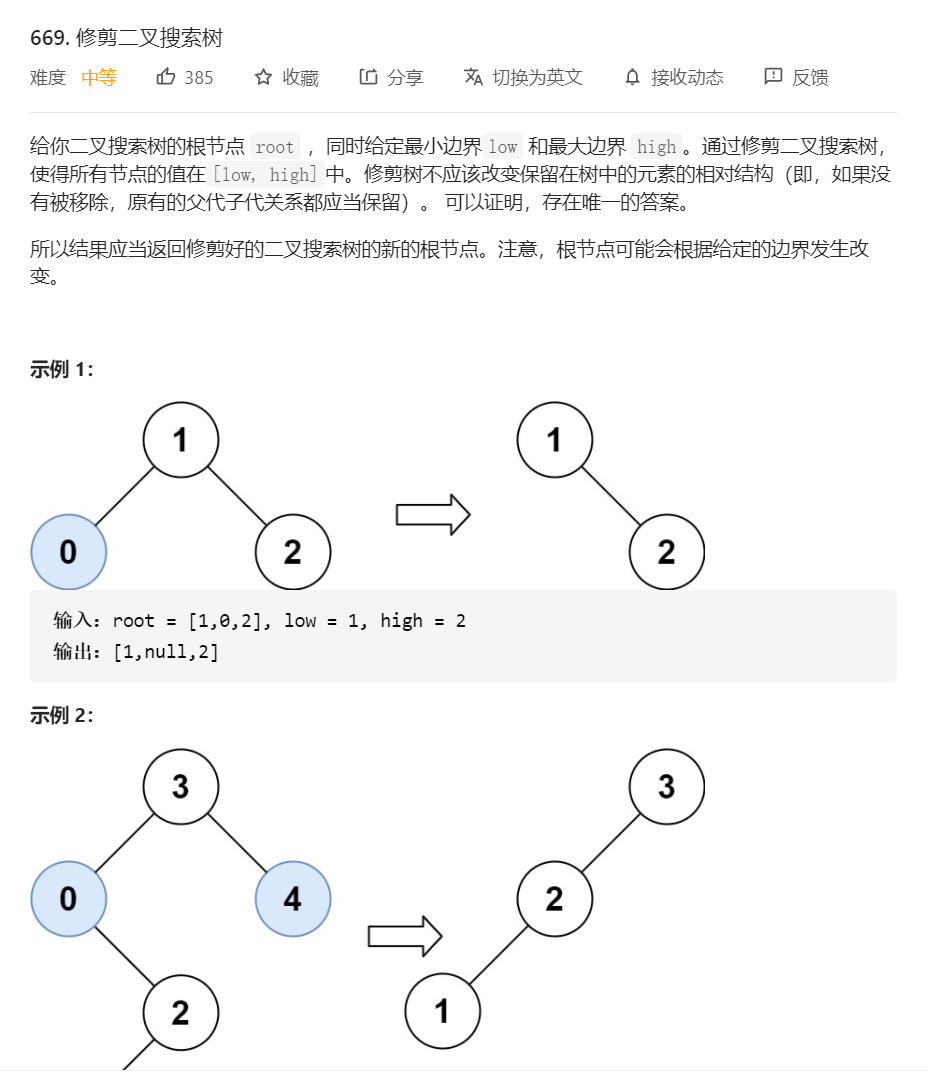 669. 修剪二叉搜索树
难度 中等 385 收藏 分享 切换为英文 接收动态 反馈
给你二叉搜索树的根节点 root ，同时给定最小边界 low 和最大边界 high 。通过修剪二叉搜索树，
使得所有节点的值在 [low, high] 中。修剪树不应该改变保留在树中的元素的相对结构（即，如果没
有被移除，原有的父代子代关系都应当保留）。 可以证明，存在唯一的答案。
所以结果应当返回修剪好的二叉搜索树的新的根节点。注意，根节点可能会根据给定的边界发生改
变。
示例 1：
1 1
0 2 2
输入：root = [1,0,2], low = 1, high = 2
输出：[1,null,2]
示例 2：
3 3
0 4 2
2 1